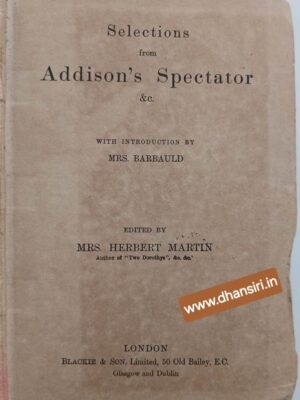 Selections
from
Addison's Spectator
&c.
WITH INTRODUCTION BY
MRS. BARBAULD
EDITED BY
MRS. HERBERT MARTIN
Author of "Two Dorothys", &c. &c."
www.dhansiri.in
LONDON
BLACKIE & SON, Limited, 50 Old Bailey, E.C.
Glasgow and Dublin